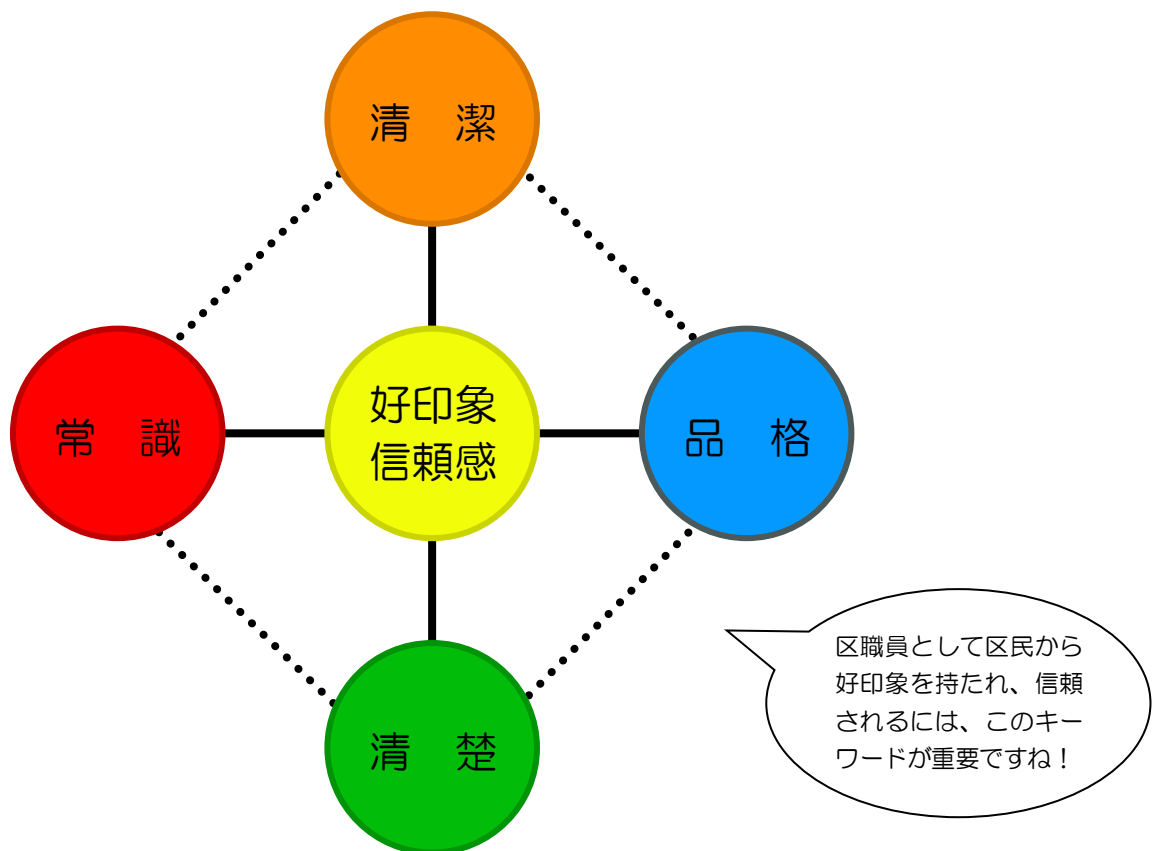 清　潔
常　識
好印象
信頼感
品　格
清　楚
区職員として区民から
好印象を持たれ、信頼
されるには、このキー
ワードが重要ですね！